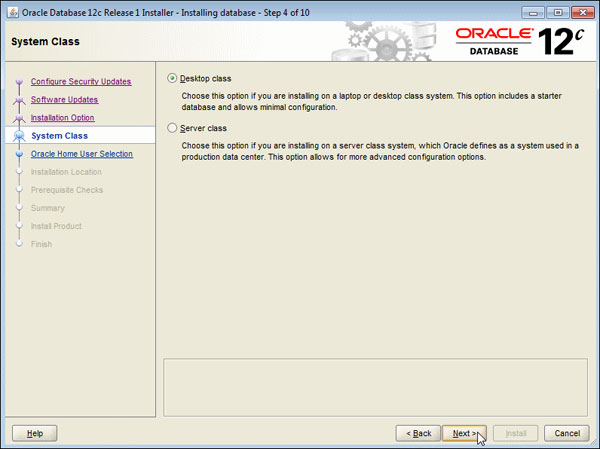 Oracle Database 12c Release 1 Installer - Installing database - Step 4 of 10
System Class
ORACLE
DATABASE
12c
Configure Security Updates
Software Updates
Installation Option
System Class
Oracle Home User Selection
Installation Location
Prerequisite Checks
Summary
Install Product
Finish
Desktop class
Choose this option if you are installing on a laptop or desktop class system. This option includes a starter
database and allows minimal configuration.
Server class
Choose this option if you are installing on a server class system, which Oracle defines as a system used in a
production data center. This option allows for more advanced configuration options.
Help
< Back
Next >
Install
Cancel